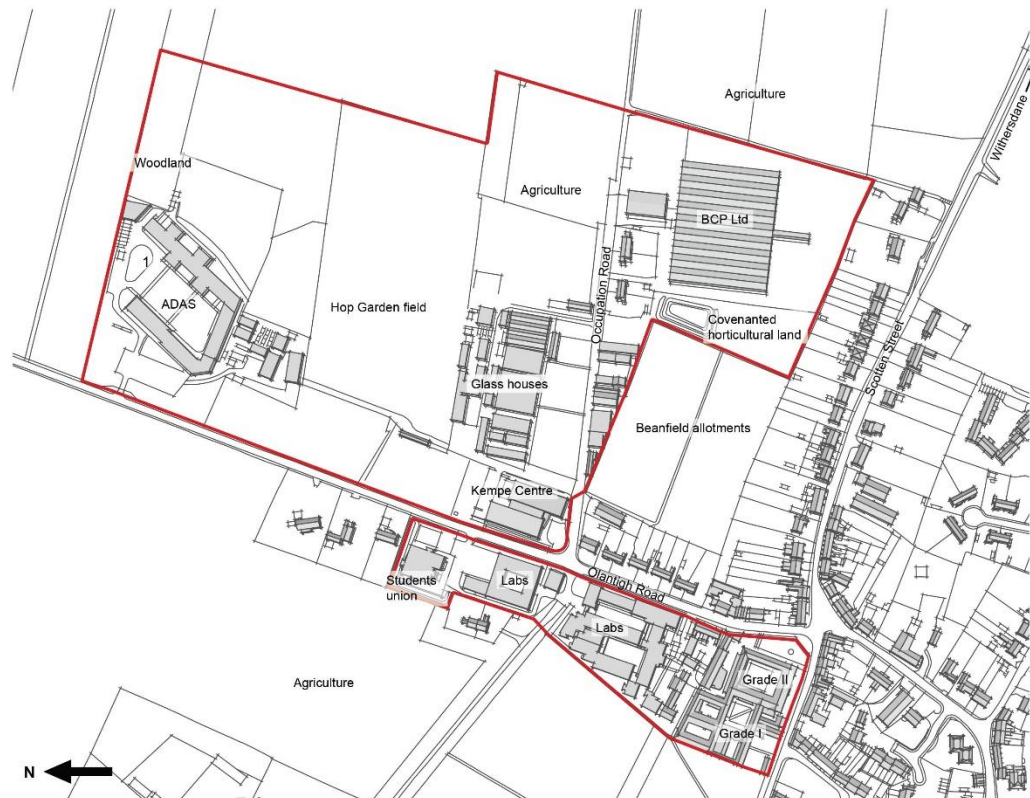 Agriculture
Withersdane
Woodland
Agriculture
BCP Ltd
1
ADAS
Hop Garden field
Occupation Road
Covenanted
horticultural land
Scotten Street
Glass houses
Beanfield allotments
Kempe Centre
Olantigh Road
Students
union
Labs
Labs
Agriculture
Grade II
Grade I
N